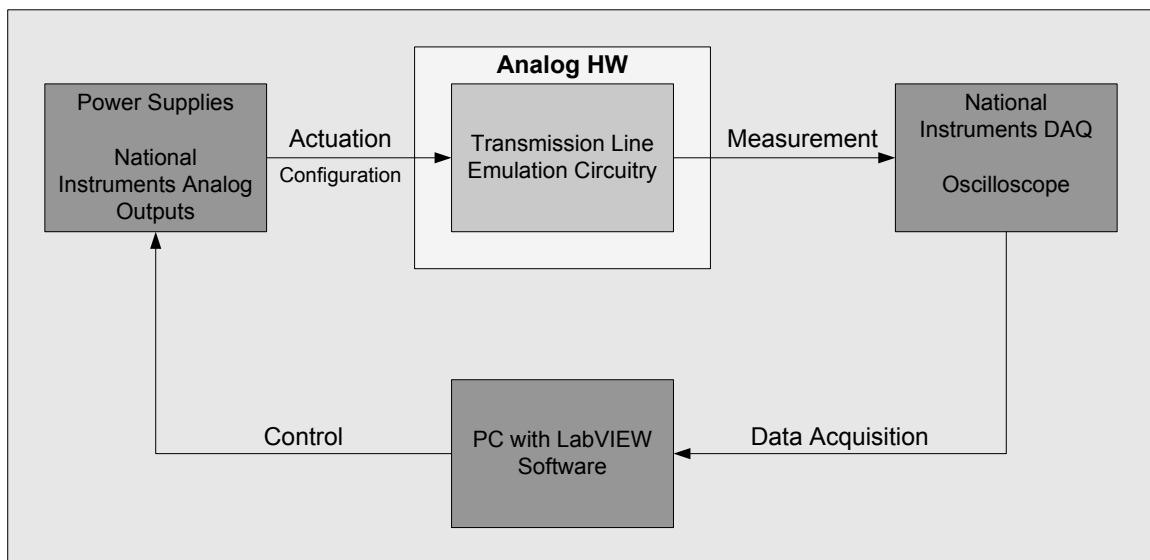 Analog HW
Power Supplies
National
Instruments Analog
Outputs
Actuation
Configuration
Transmission Line
Emulation Circuitry
Measurement
National
Instruments DAQ
Oscilloscope
Control
PC with LabVIEW
Software
Data Acquisition